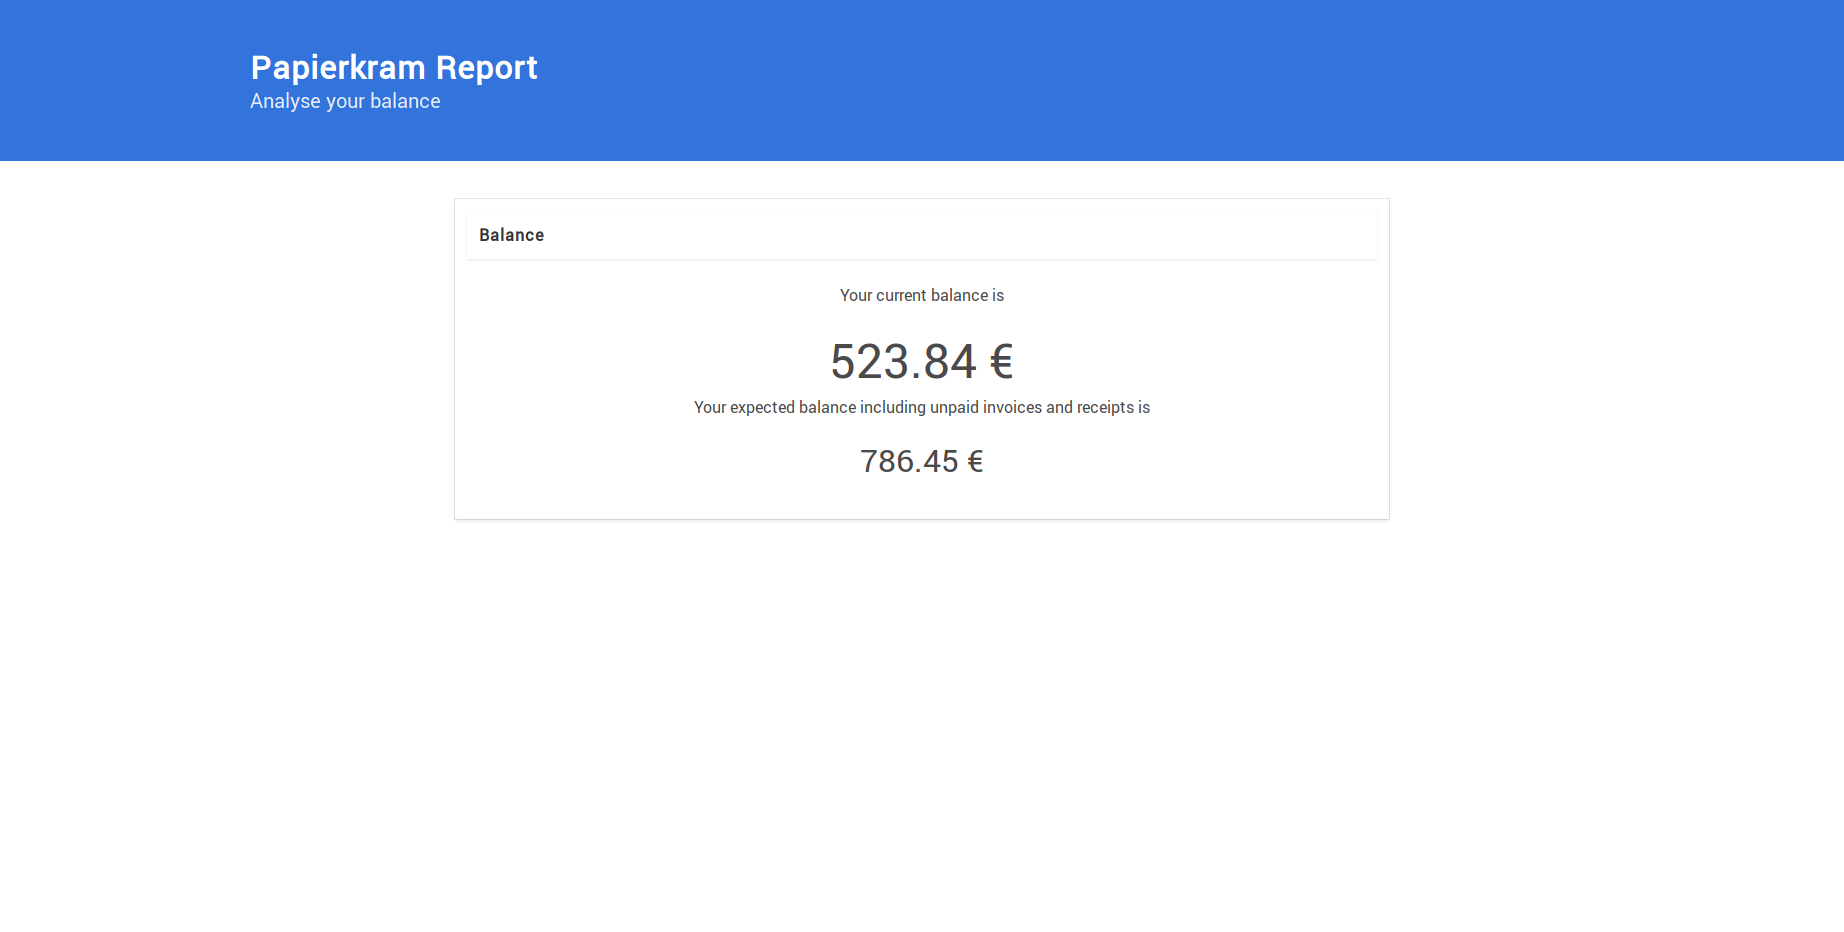 Papierkram Report
Analyse your balance
Balance
Your current balance is
523.84 €
Your expected balance including unpaid invoices and receipts is
786.45 €